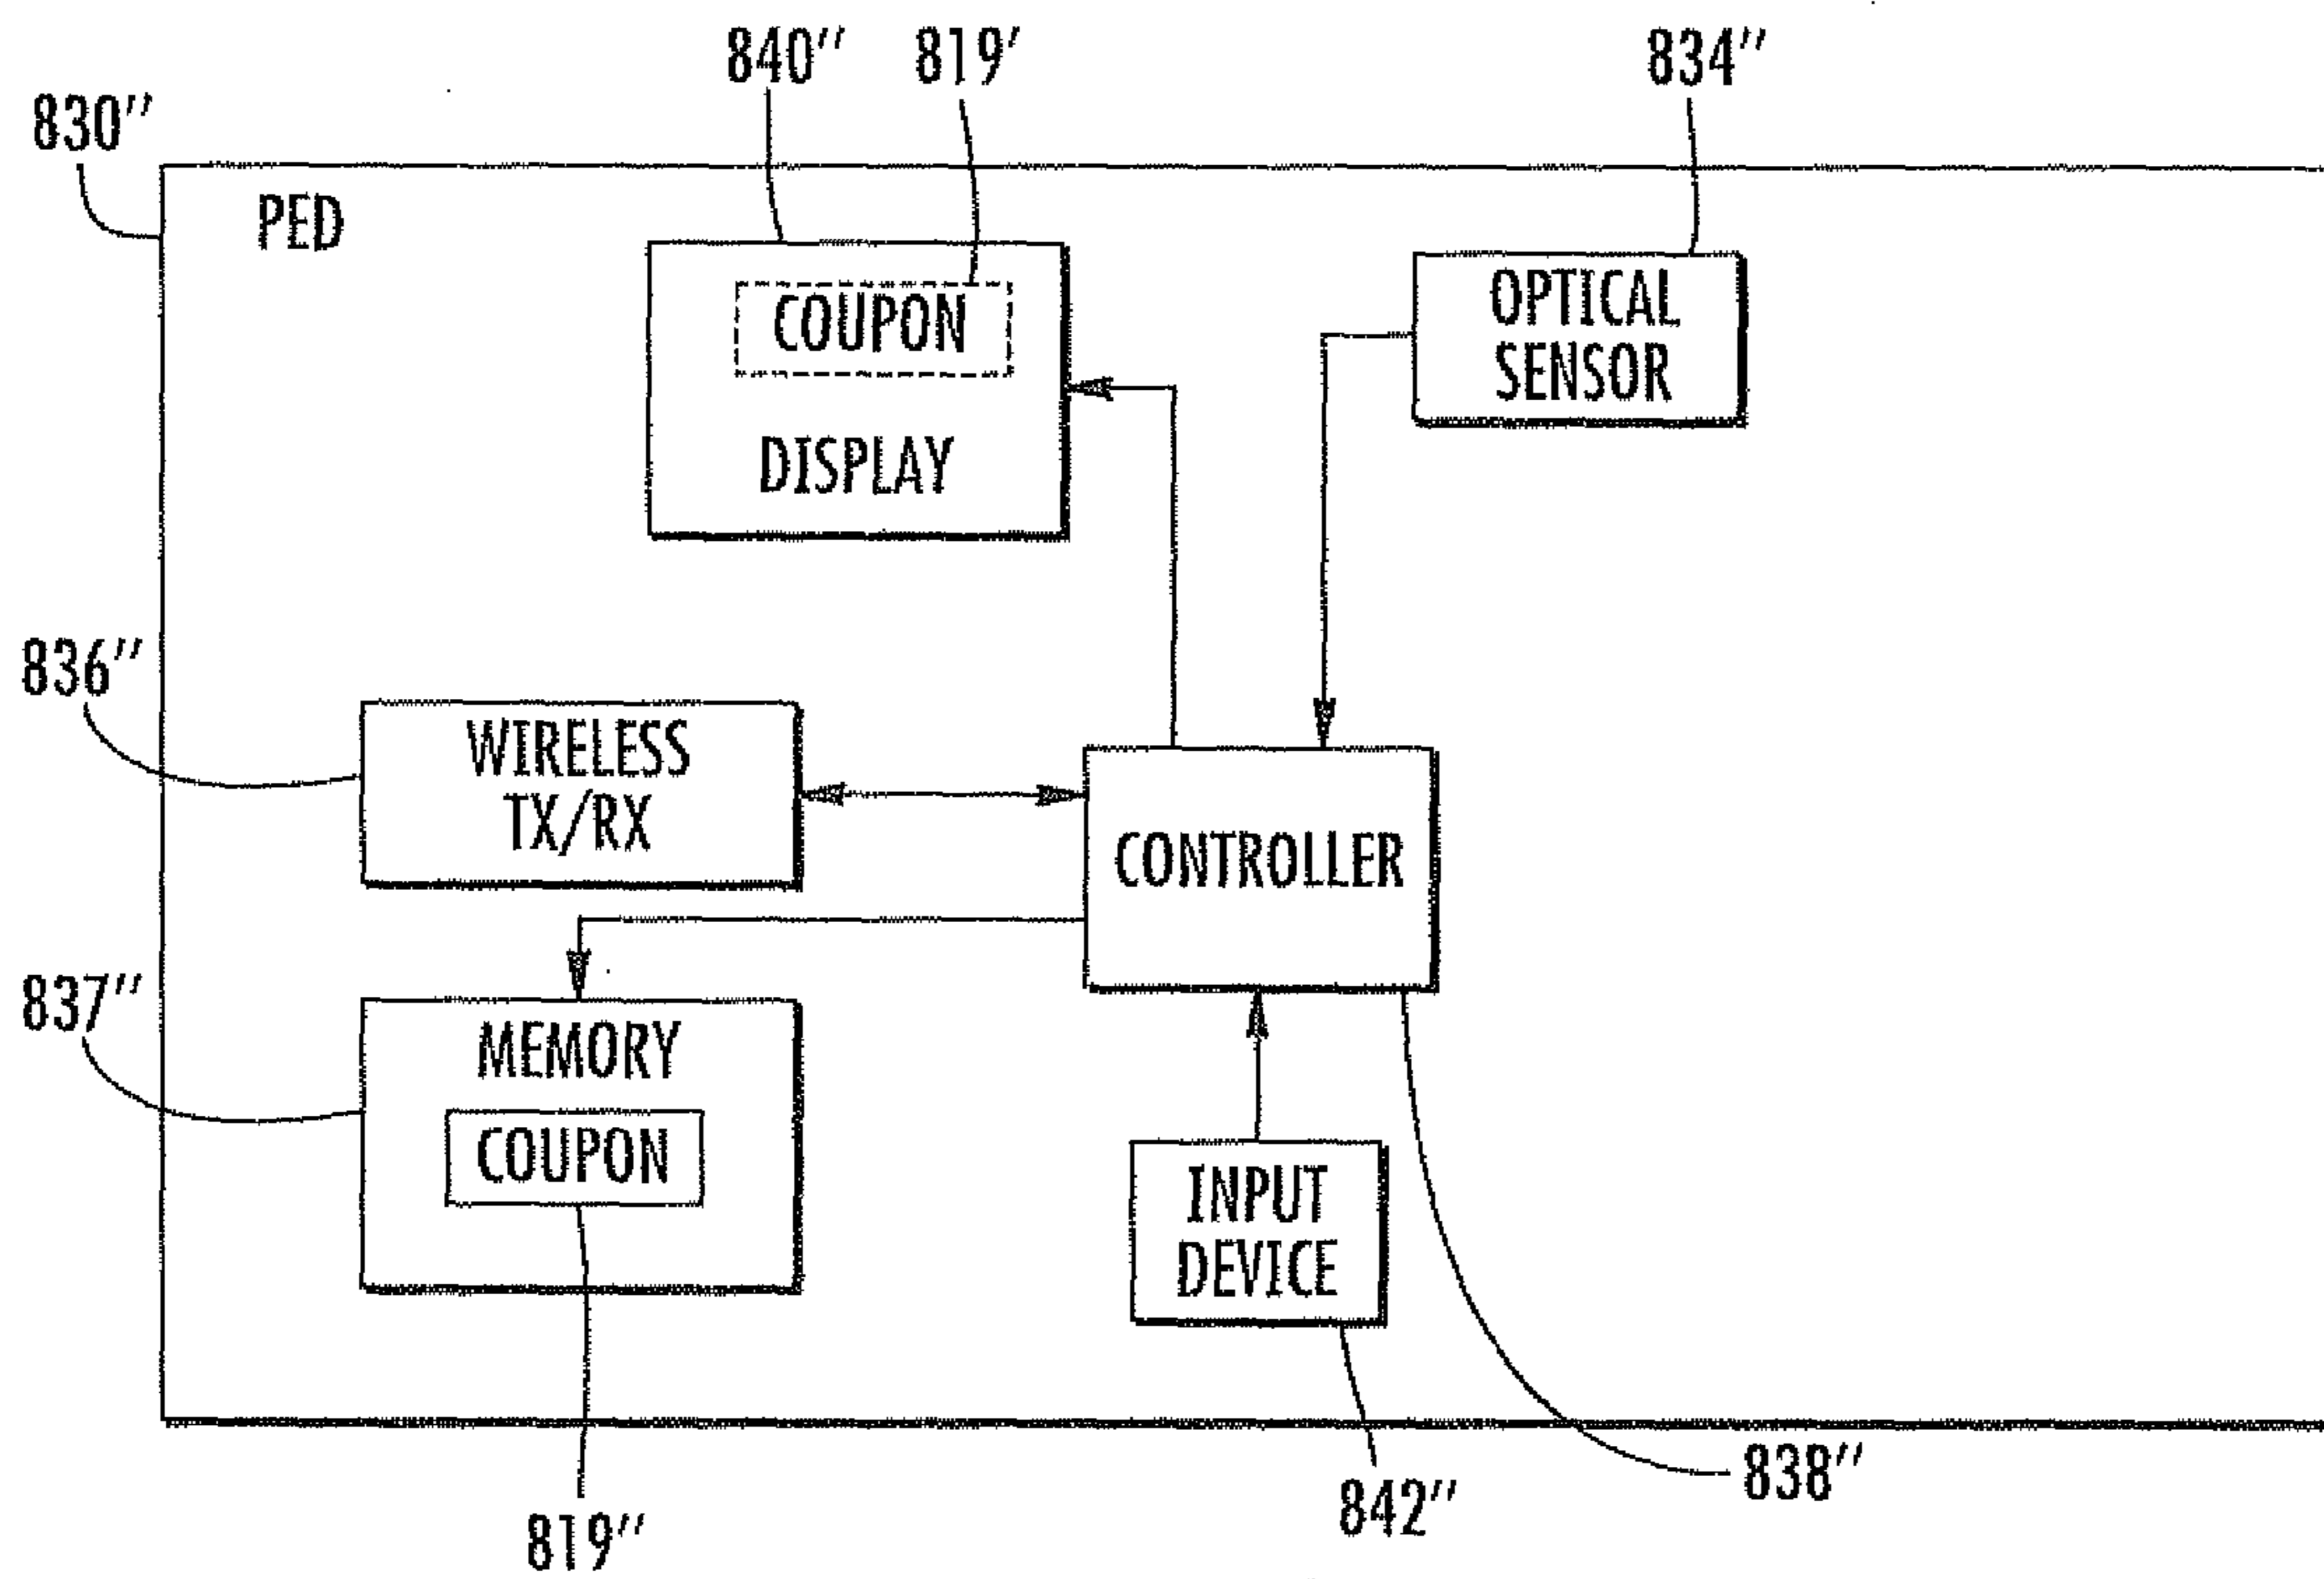 840″ 819′ 834″
830″
PED
COUPON
DISPLAY
OPTICAL
SENSOR
836″
WIRELESS
TX/RX
CONTROLLER
837″
MEMORY
COUPON
INPUT
DEVICE
838″
842″
819″